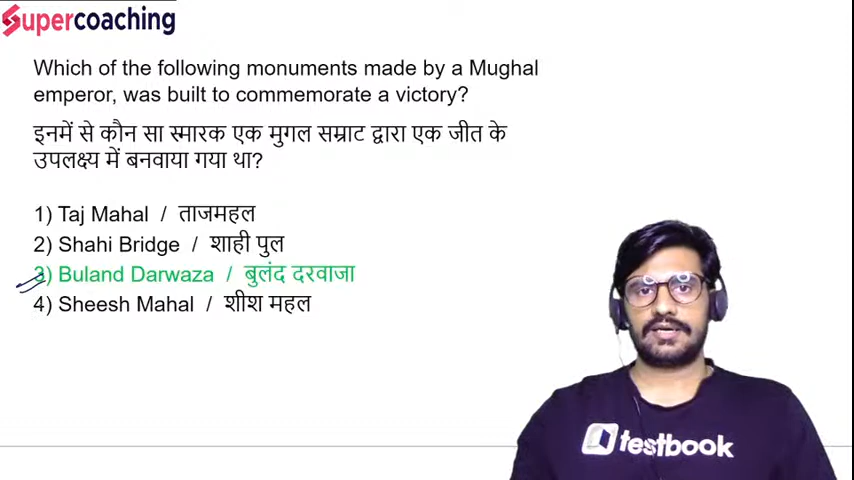 Supercoaching
Which of the following monuments made by a Mughal
emperor, was built to commemorate a victory?
इनमें से कौन सा स्मारक एक मुगल सम्राट द्वारा एक जीत के
उपलक्ष्य में बनवाया गया था?
1) Taj Mahal / ताजमहल
2) Shahi Bridge / शाही पुल
3) Buland Darwaza / बुलंद दरवाजा
4) Sheesh Mahal / शीश महल
testbook